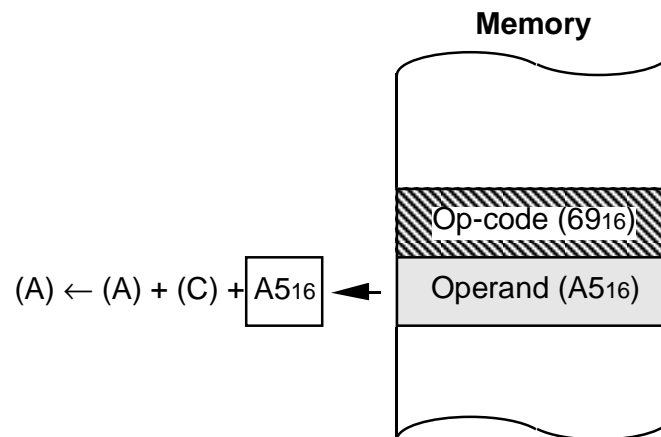 Memory
Op-code (69₁₆)
(A) ← (A) + (C) + A5₁₆
Operand (A5₁₆)